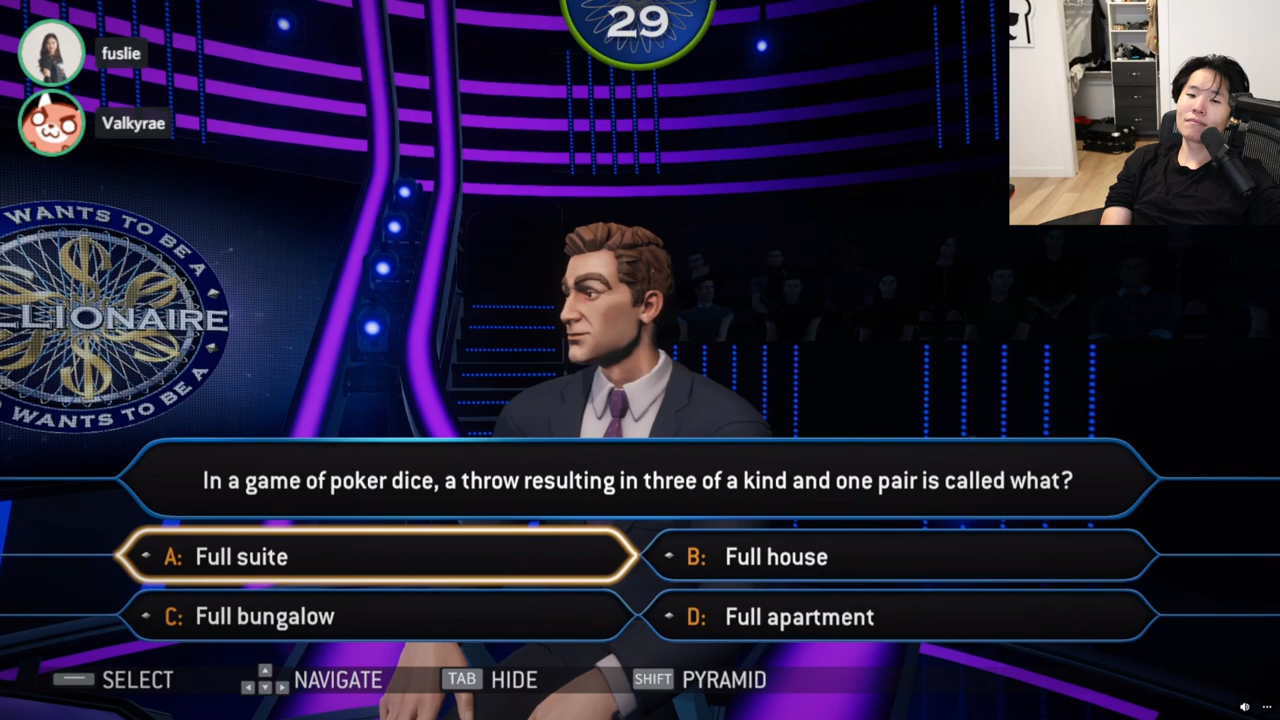 29
fuslie
Valkyrae
WANTS TO BE A
LLIONAIRE
WANTS TO BE A
In a game of poker dice, a throw resulting in three of a kind and one pair is called what?
A: Full suite
B: Full house
C: Full bungalow
D: Full apartment
SELECT
NAVIGATE
TAB HIDE
SHIFT PYRAMID